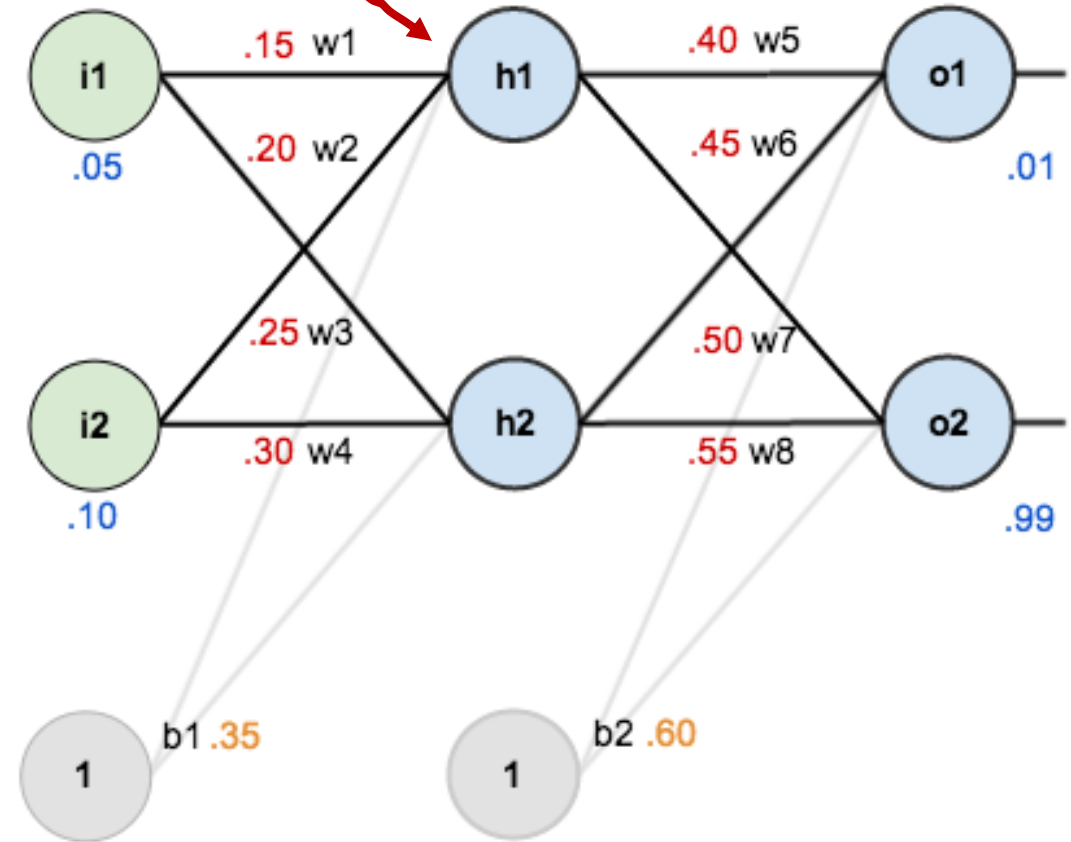 i1
.15 w1
h1
.40 w5
o1
.05
.20 w2
.45 w6
.01
.25 w3
.50 w7
i2
.30 w4
h2
.55 w8
o2
.10
.99
1
b1 .35
1
b2 .60